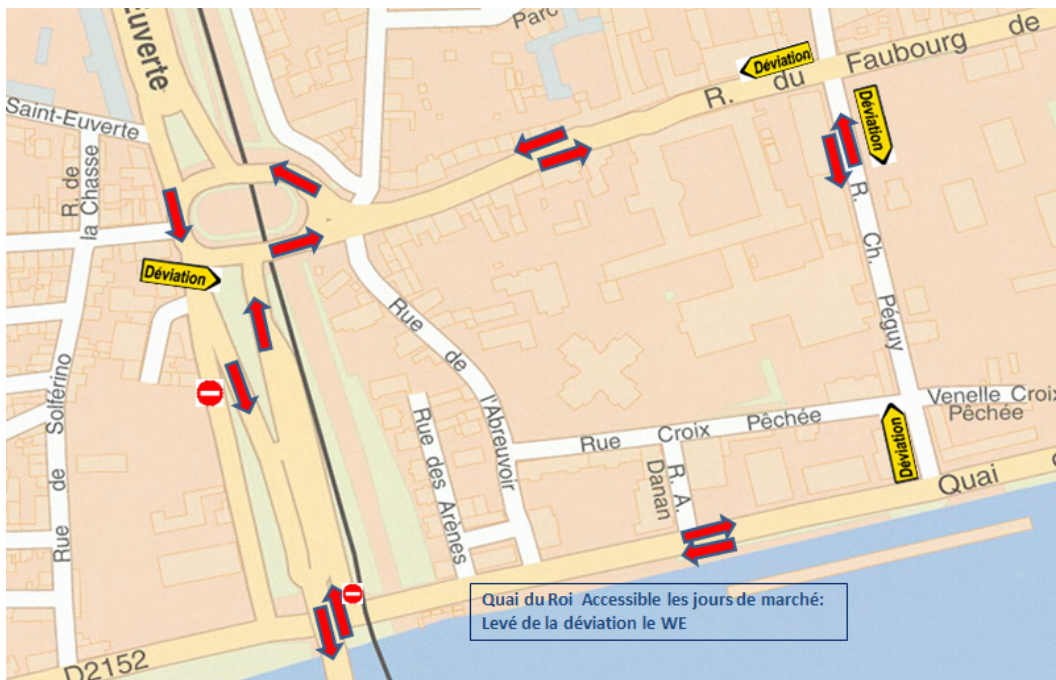 Euverte
Parc
R. du Faubourg de
Déviation
Déviation
Saint-Euverte
R. de
la Chasse
Déviation
R. Ch. Péguy
Rue de l'Abreuvoir
Rue de Solférino
Rue des Arènes
Rue Croix Pêchée
Venelle Croix
Pêchée
Déviation
R. A.
Danan
Quai
Quai du Roi Accessible les jours de marché:
Levé de la déviation le WE
D2152